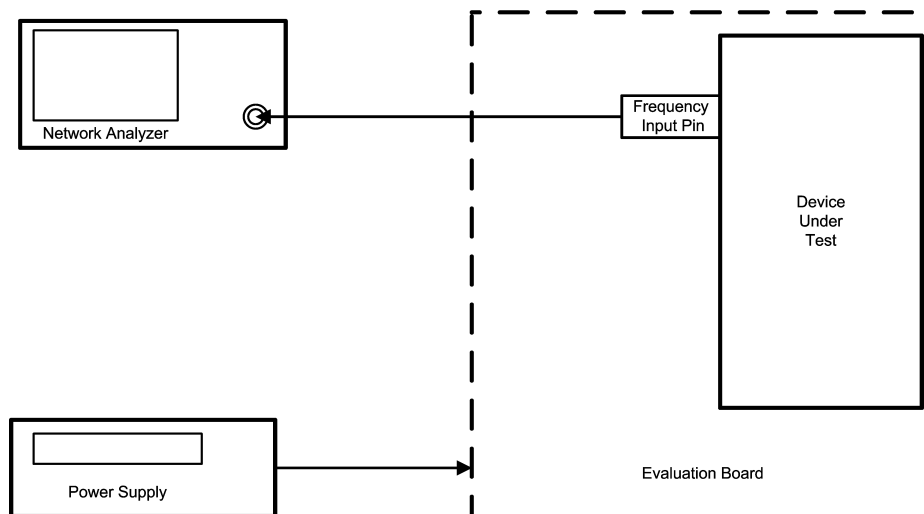 Network Analyzer
Frequency
Input Pin
Device
Under
Test
Power Supply
Evaluation Board